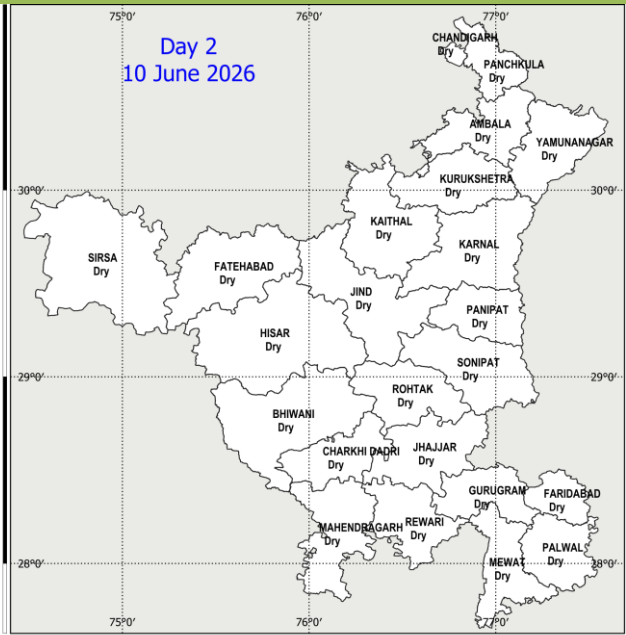 75°0'
76°0'
77°0'
Day 2
10 June 2026
CHANDIGARH
Dry
PANCHKULA
Dry
AMBALA
Dry
YAMUNANAGAR
Dry
30°0'
30°0'
KURUKSHETRA
Dry
KAITHAL
Dry
KARNAL
Dry
SIRSA
Dry
FATEHABAD
Dry
JIND
Dry
PANIPAT
Dry
HISAR
Dry
SONIPAT
Dry
29°0'
29°0'
ROHTAK
Dry
BHIWANI
Dry
CHARKHI DADRI
Dry
JHAJJAR
Dry
GURUGRAM
Dry
FARIDABAD
Dry
MAHENDRAGARH
Dry
REWARI
Dry
PALWAL
Dry
MEWAT
Dry
28°0'
28°0'
75°0'
76°0'
77°0'